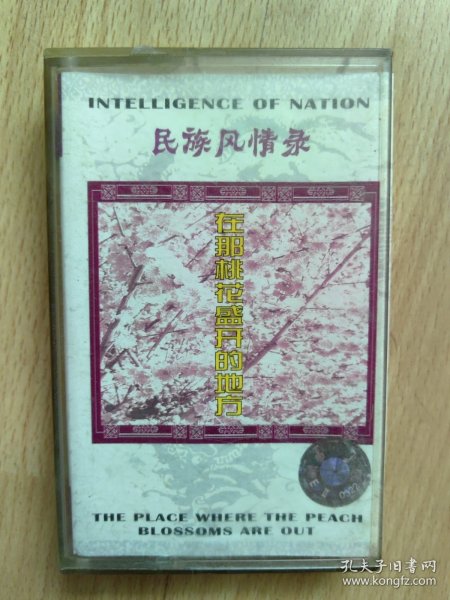 INTELLIGENCE OF NATION
民族风情录
在那桃花盛开的地方
THE PLACE WHERE THE PEACH
BLOSSOMS ARE OUT
孔夫子旧书网
www.kongfz.com